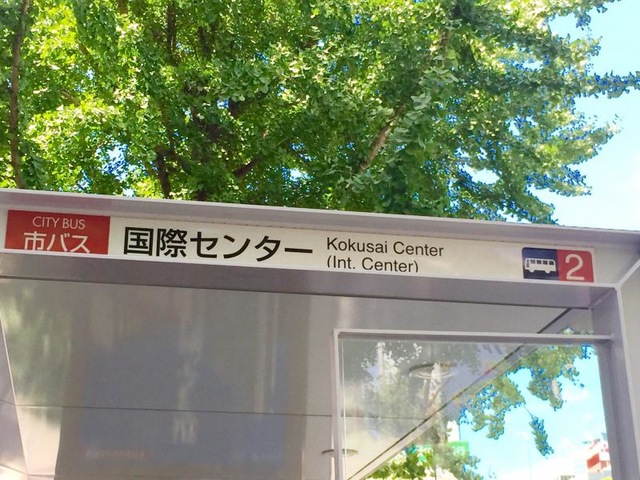 CITY BUS
市バス
国際センター
Kokusai Center
(Int. Center)
2